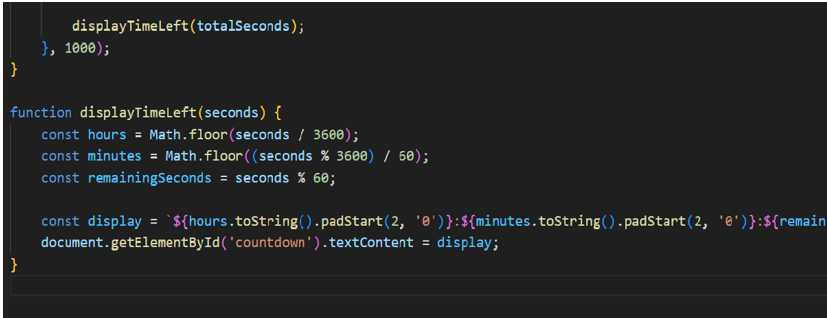 displayTimeLeft(totalSeconds);
}, 1000);
}
function displayTimeLeft(seconds) {
const hours = Math.floor(seconds / 3600);
const minutes = Math.floor((seconds % 3600) / 60);
const remainingSeconds = seconds % 60;
const display = `${hours.toString().padStart(2, '0')}:${minutes.toString().padStart(2, '0')}:${remain
document.getElementById('countdown').textContent = display;
}